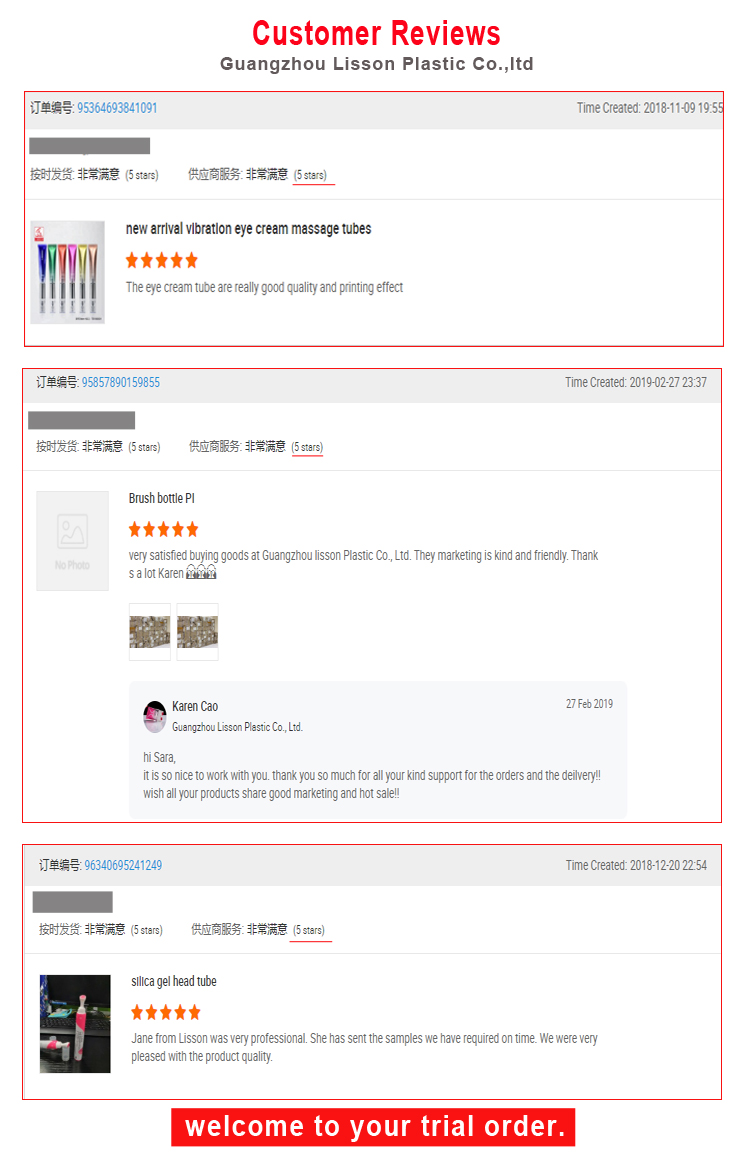 Customer Reviews
Guangzhou Lisson Plastic Co.,ltd
订单编号: 95364693841091 Time Created: 2018-11-09 19:55
按时发货: 非常满意 (5 stars) 供应商服务: 非常满意 (5 stars)
new arrival vibration eye cream massage tubes
The eye cream tube are really good quality and printing effect
订单编号: 95857890159855 Time Created: 2019-02-27 23:37
按时发货: 非常满意 (5 stars) 供应商服务: 非常满意 (5 stars)
Brush bottle PI
No Photo
very satisfied buying goods at Guangzhou lisson Plastic Co., Ltd. They marketing is kind and friendly. Thank
s a lot Karen
Karen Cao 27 Feb 2019
Guangzhou Lisson Plastic Co., Ltd.
hi Sara,
it is so nice to work with you. thank you so much for all your kind support for the orders and the deilvery!!
wish all your products share good marketing and hot sale!!
订单编号: 96340695241249 Time Created: 2018-12-20 22:54
按时发货: 非常满意 (5 stars) 供应商服务: 非常满意 (5 stars)
silica gel head tube
Jane from Lisson was very professional. She has sent the samples we have required on time. We were very
pleased with the product quality.
welcome to your trial order.